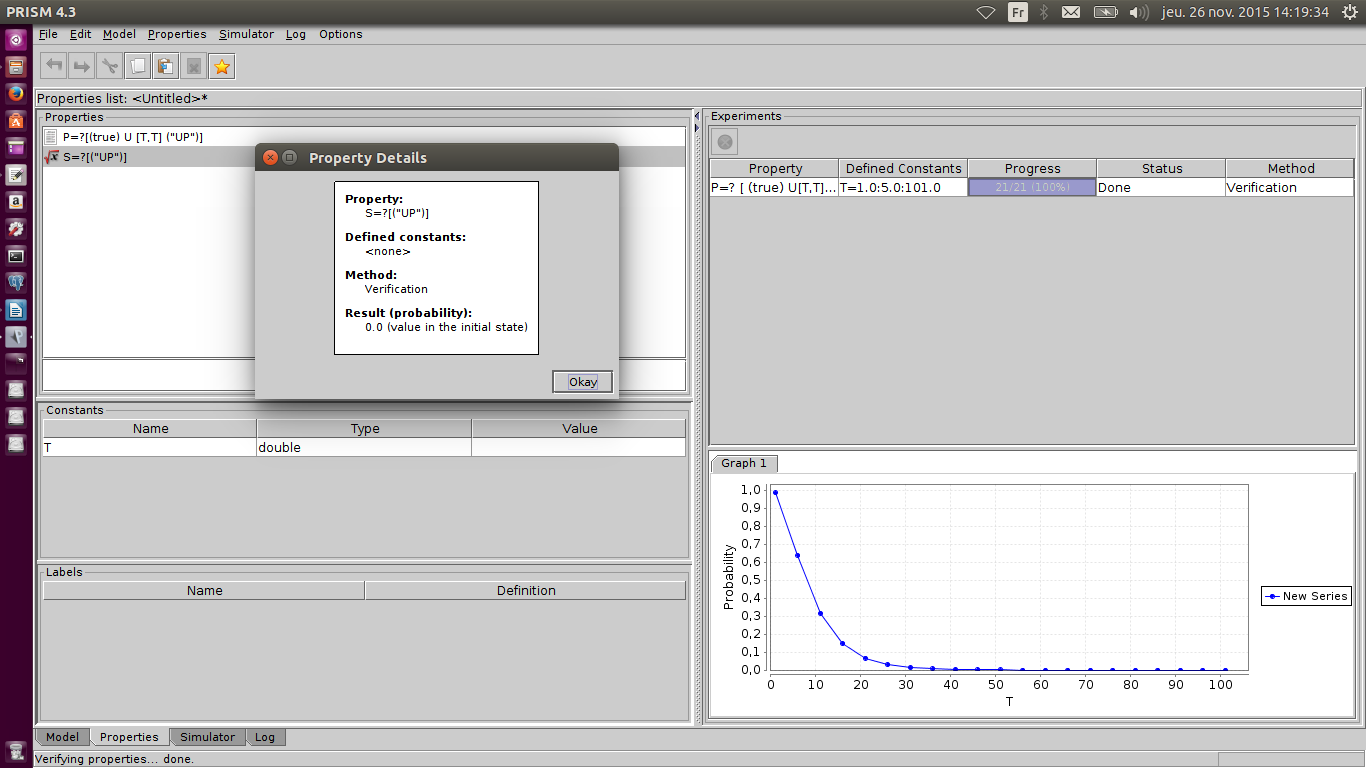 PRISM 4.3
Fr
jeu. 26 nov. 2015 14:19:34
File Edit Model Properties Simulator Log Options
Properties list: <Untitled>*
Properties
P=?[(true) U [T,T] ("UP")]
S=?[("UP")]
Property Details
Property:
S=?[("UP")]
Defined constants:
<none>
Method:
Verification
Result (probability):
0.0 (value in the initial state)
Okay
Constants
Name Type Value
T double
Labels
Name Definition
Experiments
Property Defined Constants Progress Status Method
P=? [ (true) U[T,T]... T=1.0:5.0:101.0 21/21 (100%) Done Verification
Graph 1
1,0
0,9
0,8
0,7
0,6
0,5
0,4
0,3
0,2
0,1
0,0
Probability
0 10 20 30 40 50 60 70 80 90 100
T
New Series
Model Properties Simulator Log
Verifying properties... done.